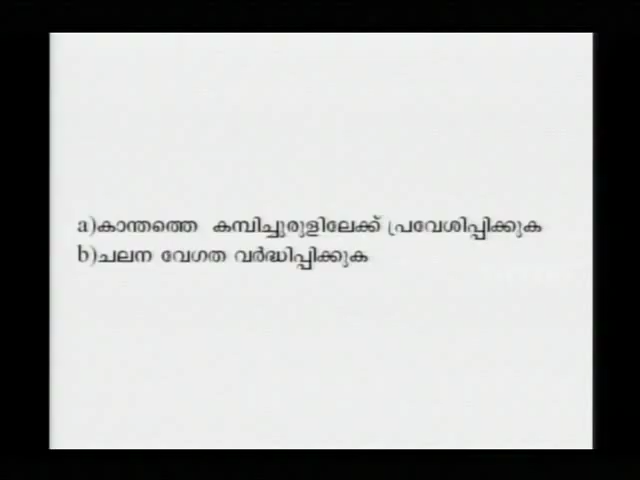 a)കാന്തത്തെ കമ്പിച്ചുരുളിലേക്ക് പ്രവേശിപ്പിക്കുക
b)ചലന വേഗത വർദ്ധിപ്പിക്കുക